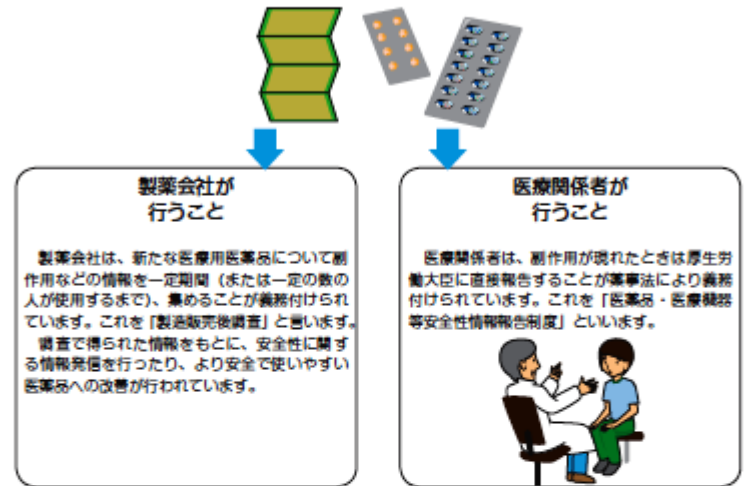 製薬会社が
行うこと
製薬会社は、新たな医療用医薬品について副
作用などの情報を一定期間（または一定の数の
人が使用するまで）、集めることが義務付けられ
ています。これを「製造販売後調査」と言います。
調査で得られた情報をもとに、安全性に関す
る情報発信を行ったり、より安全で使いやすい
医薬品への改善が行われています。
医療関係者が
行うこと
医療関係者は、副作用が現れたときは厚生労
働大臣に直接報告することが薬事法により義務
付けられています。これを「医薬品・医療機器
等安全性情報報告制度」といいます。